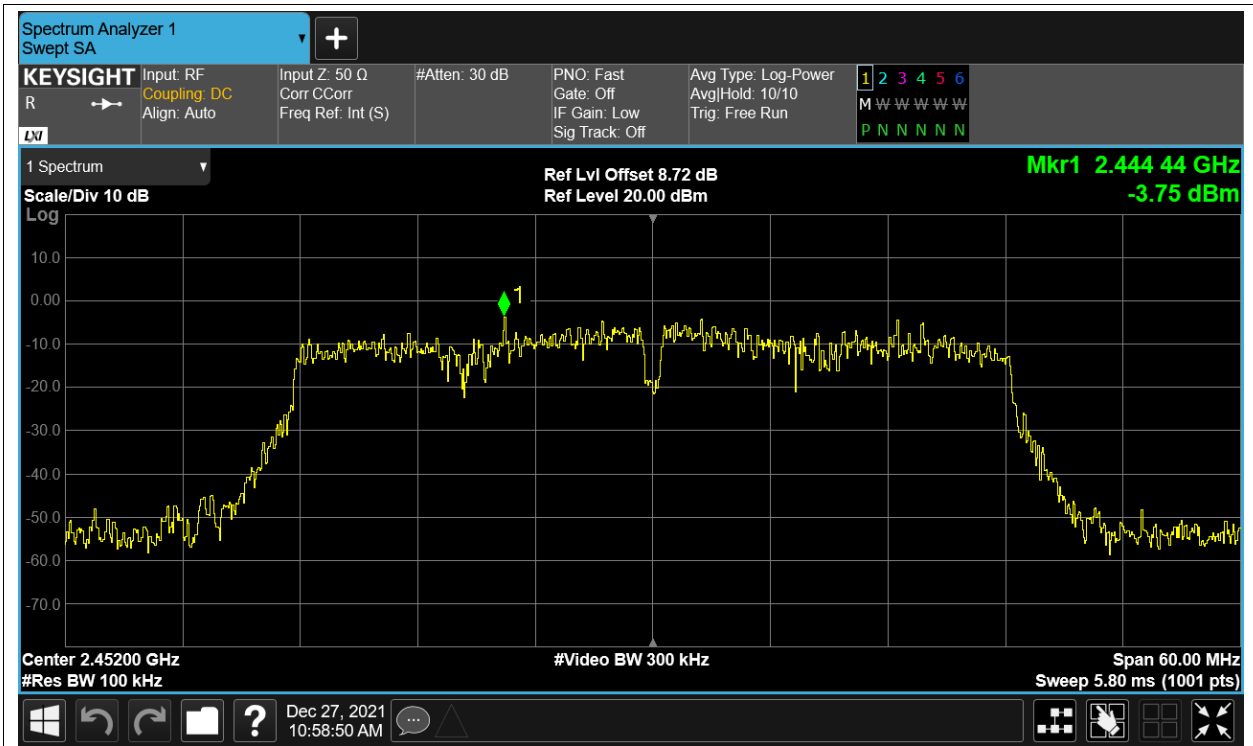 Spectrum Analyzer 1
Swept SA
KEYSIGHT
R
LXI
Input: RF
Coupling: DC
Align: Auto
Input Z: 50 Ω
Corr CCorr
Freq Ref: Int (S)
#Atten: 30 dB
PNO: Fast
Gate: Off
IF Gain: Low
Sig Track: Off
Avg Type: Log-Power
Avg|Hold: 10/10
Trig: Free Run
1 2 3 4 5 6
M W W W W W
P N N N N N
1 Spectrum
Scale/Div 10 dB
Log
Ref Lvl Offset 8.72 dB
Ref Level 20.00 dBm
Mkr1 2.444 44 GHz
-3.75 dBm
10.0
0.00
-10.0
-20.0
-30.0
-40.0
-50.0
-60.0
-70.0
1
Center 2.45200 GHz
#Res BW 100 kHz
#Video BW 300 kHz
Span 60.00 MHz
Sweep 5.80 ms (1001 pts)
?
Dec 27, 2021
10:58:50 AM